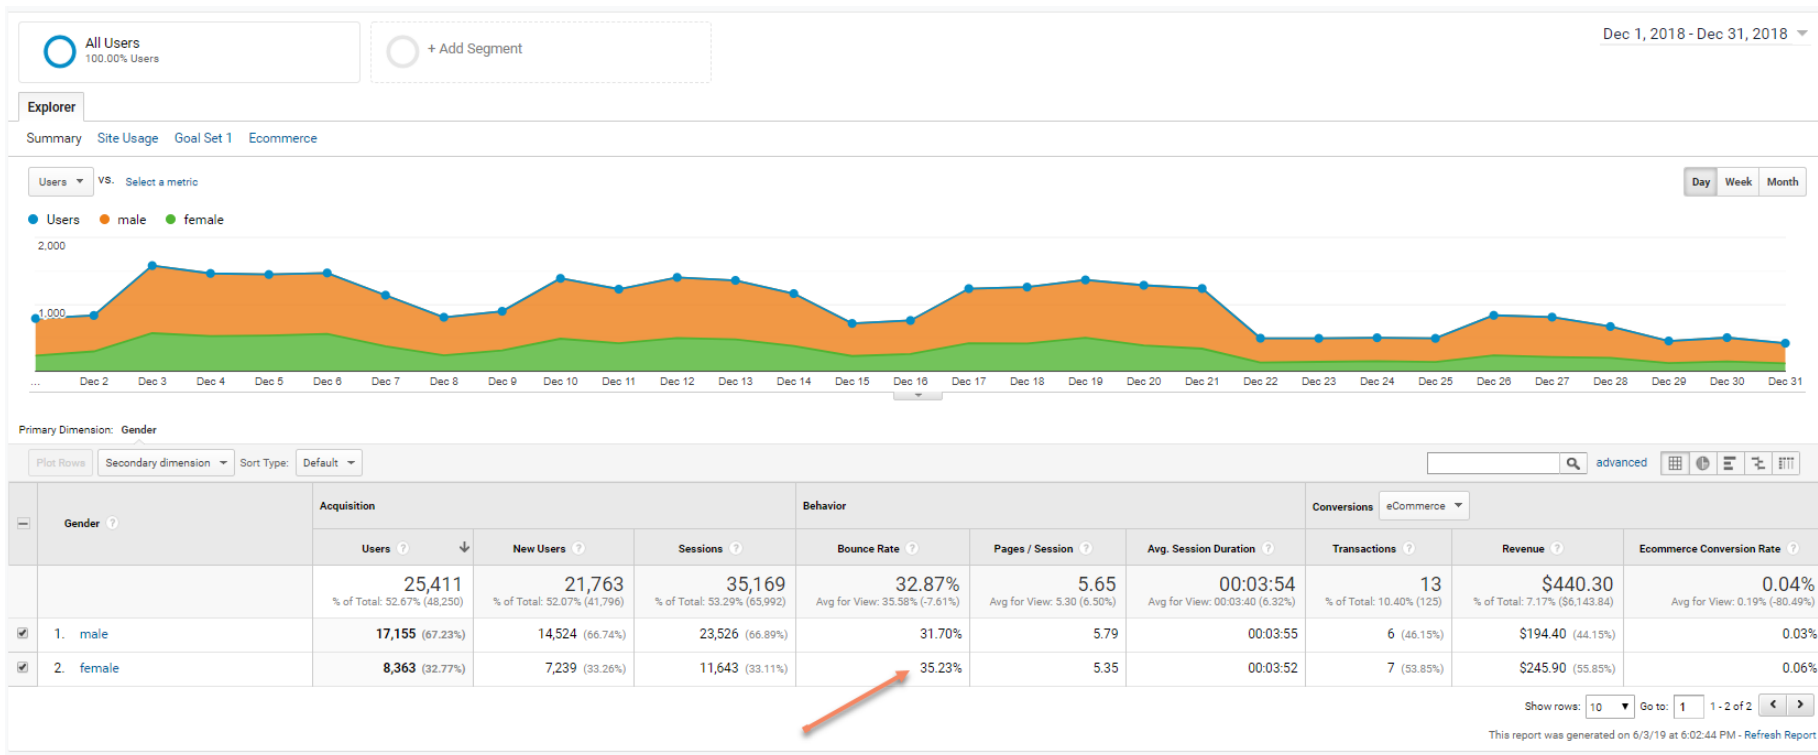 All Users
100.00% Users
+ Add Segment
Dec 1, 2018 - Dec 31, 2018
Explorer
Summary Site Usage Goal Set 1 Ecommerce
Users VS. Select a metric
Day Week Month
Users male female
2,000
1,000
... Dec 2 Dec 3 Dec 4 Dec 5 Dec 6 Dec 7 Dec 8 Dec 9 Dec 10 Dec 11 Dec 12 Dec 13 Dec 14 Dec 15 Dec 16 Dec 17 Dec 18 Dec 19 Dec 20 Dec 21 Dec 22 Dec 23 Dec 24 Dec 25 Dec 26 Dec 27 Dec 28 Dec 29 Dec 30 Dec 31
Primary Dimension: Gender
Plot Rows Secondary dimension Sort Type: Default advanced
Gender ? Acquisition Behavior Conversions eCommerce
Users ? New Users ? Sessions ? Bounce Rate ? Pages / Session ? Avg. Session Duration ? Transactions ? Revenue ? Ecommerce Conversion Rate ?
25,411 21,763 35,169 32.87% 5.65 00:03:54 13 $440.30 0.04%
% of Total: 52.67% (48,250) % of Total: 52.07% (41,796) % of Total: 53.29% (65,992) Avg for View: 35.58% (-7.61%) Avg for View: 5.30 (6.50%) Avg for View: 00:03:40 (6.32%) % of Total: 10.40% (125) % of Total: 7.17% ($6,143.84) Avg for View: 0.19% (-80.49%)
1. male 17,155 (67.23%) 14,524 (66.74%) 23,526 (66.89%) 31.70% 5.79 00:03:55 6 (46.15%) $194.40 (44.15%) 0.03%
2. female 8,363 (32.77%) 7,239 (33.26%) 11,643 (33.11%) 35.23% 5.35 00:03:52 7 (53.85%) $245.90 (55.85%) 0.06%
Show rows: 10 Go to: 1 1 - 2 of 2
This report was generated on 6/3/19 at 6:02:44 PM - Refresh Report